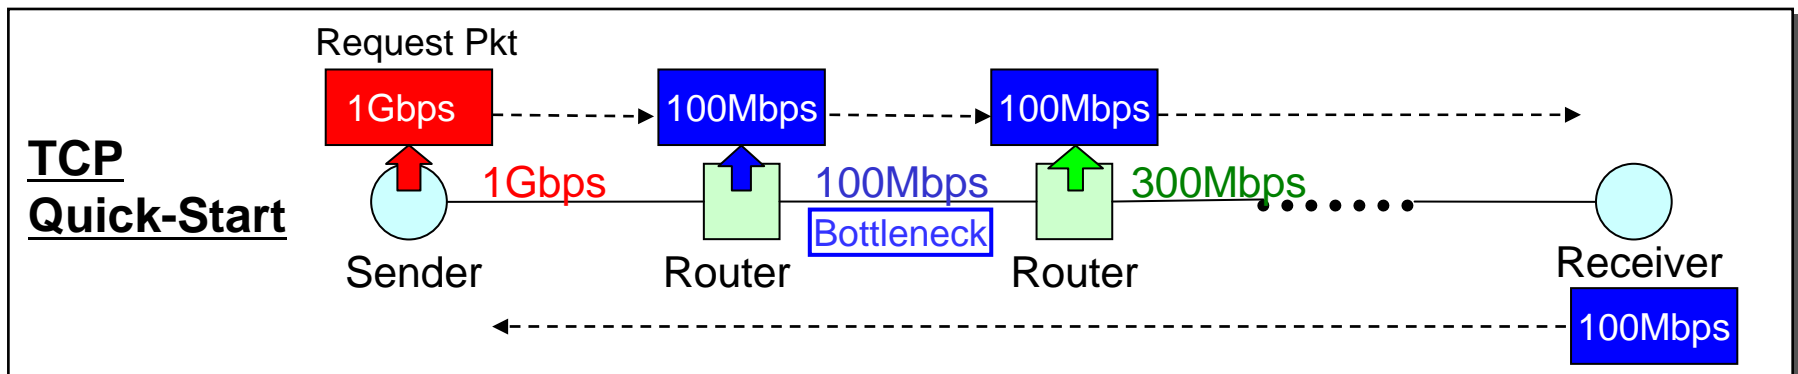 Request Pkt
1Gbps 100Mbps 100Mbps
TCP
Quick-Start
1Gbps 100Mbps 300Mbps
Bottleneck
Sender Router Router Receiver
100Mbps